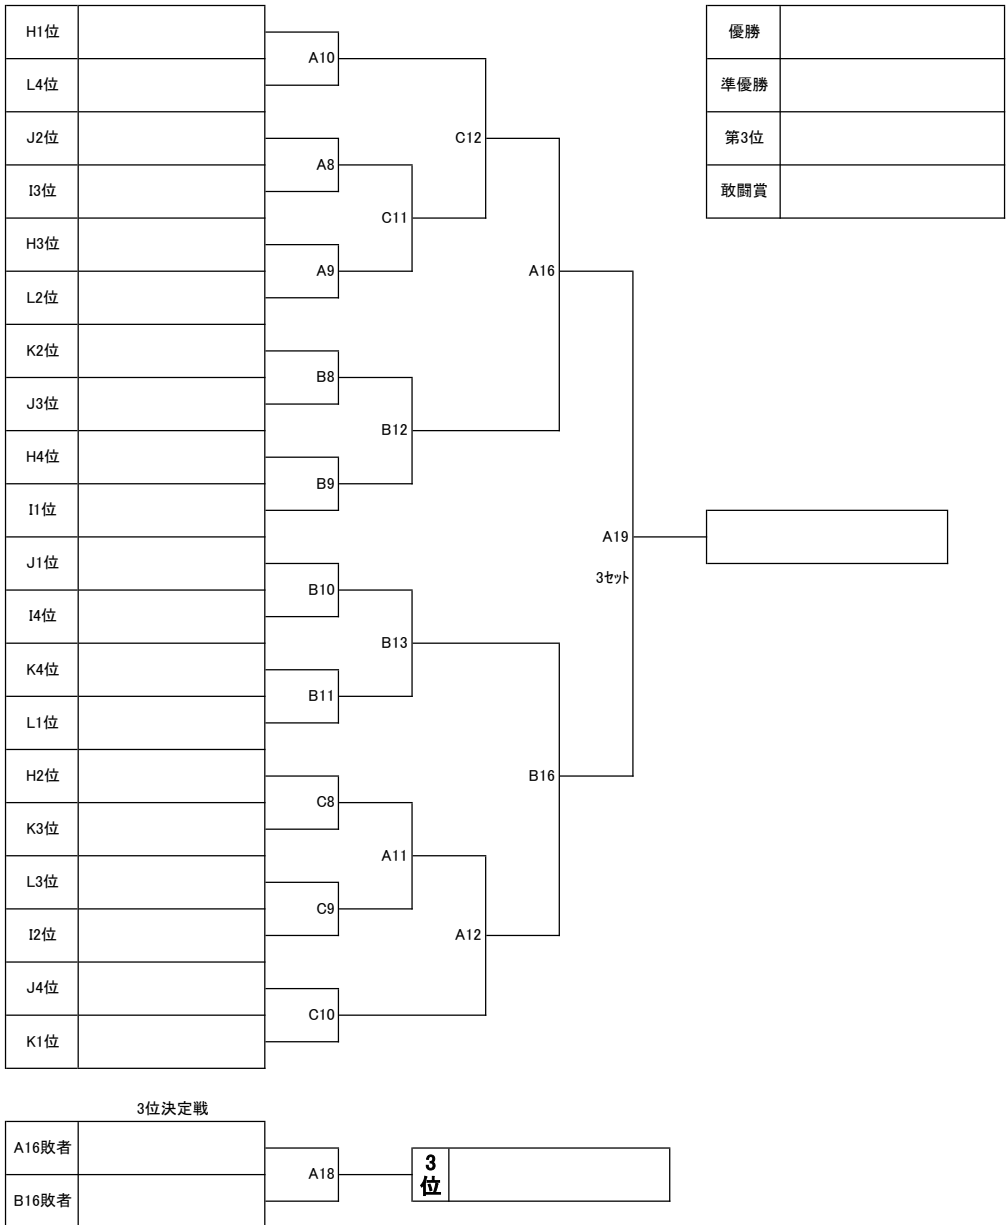 H1位
L4位
J2位
I3位
H3位
L2位
K2位
J3位
H4位
I1位
J1位
I4位
K4位
L1位
H2位
K3位
L3位
I2位
J4位
K1位
A10
A8
A9
B8
B9
B10
B11
C8
C9
C10
C11
B12
B13
A11
C12
A12
A16
B16
A19
3セット
優勝
準優勝
第3位
敢闘賞
3位決定戦
A16敗者
B16敗者
A18
3
位